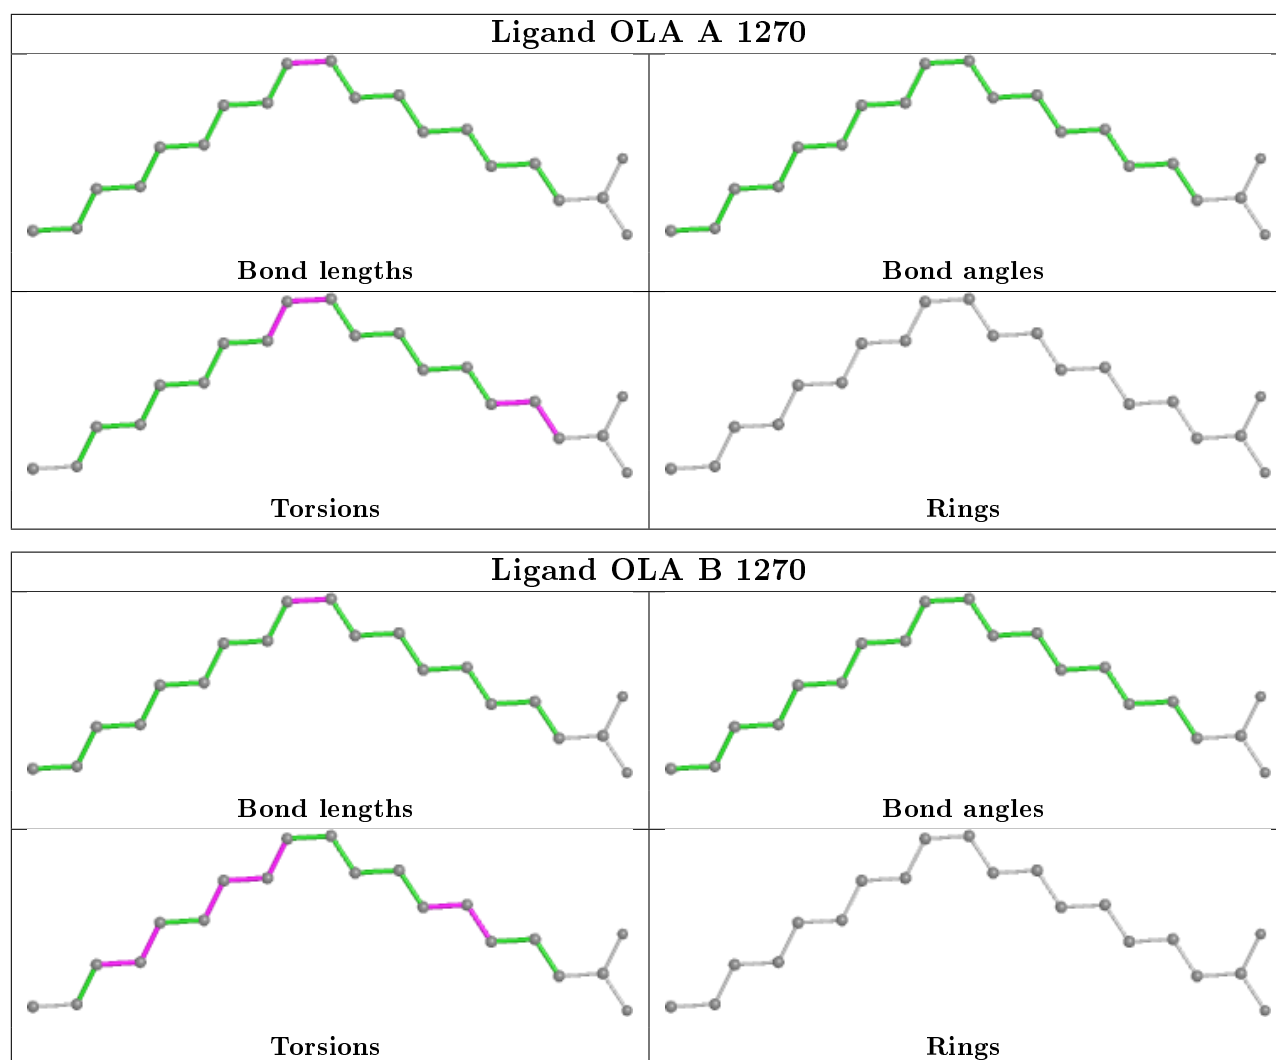 Ligand OLA A 1270
Bond lengths
Bond angles
Torsions
Rings
Ligand OLA B 1270
Bond lengths
Bond angles
Torsions
Rings